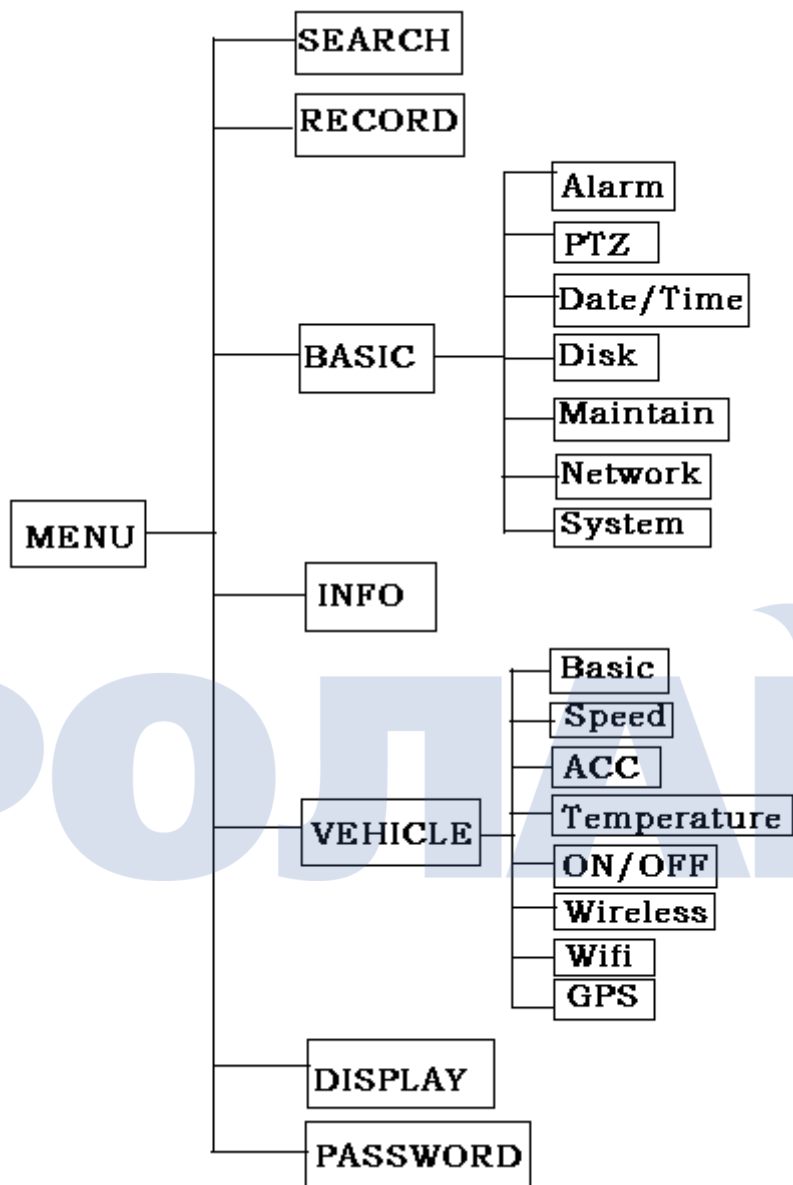 SEARCH
RECORD
Alarm
PTZ
Date/Time
BASIC
Disk
Maintain
Network
System
MENU
INFO
Basic
Speed
ACC
Temperature
VEHICLE
ON/OFF
Wireless
Wifi
GPS
DISPLAY
PASSWORD
РОЛАЙ